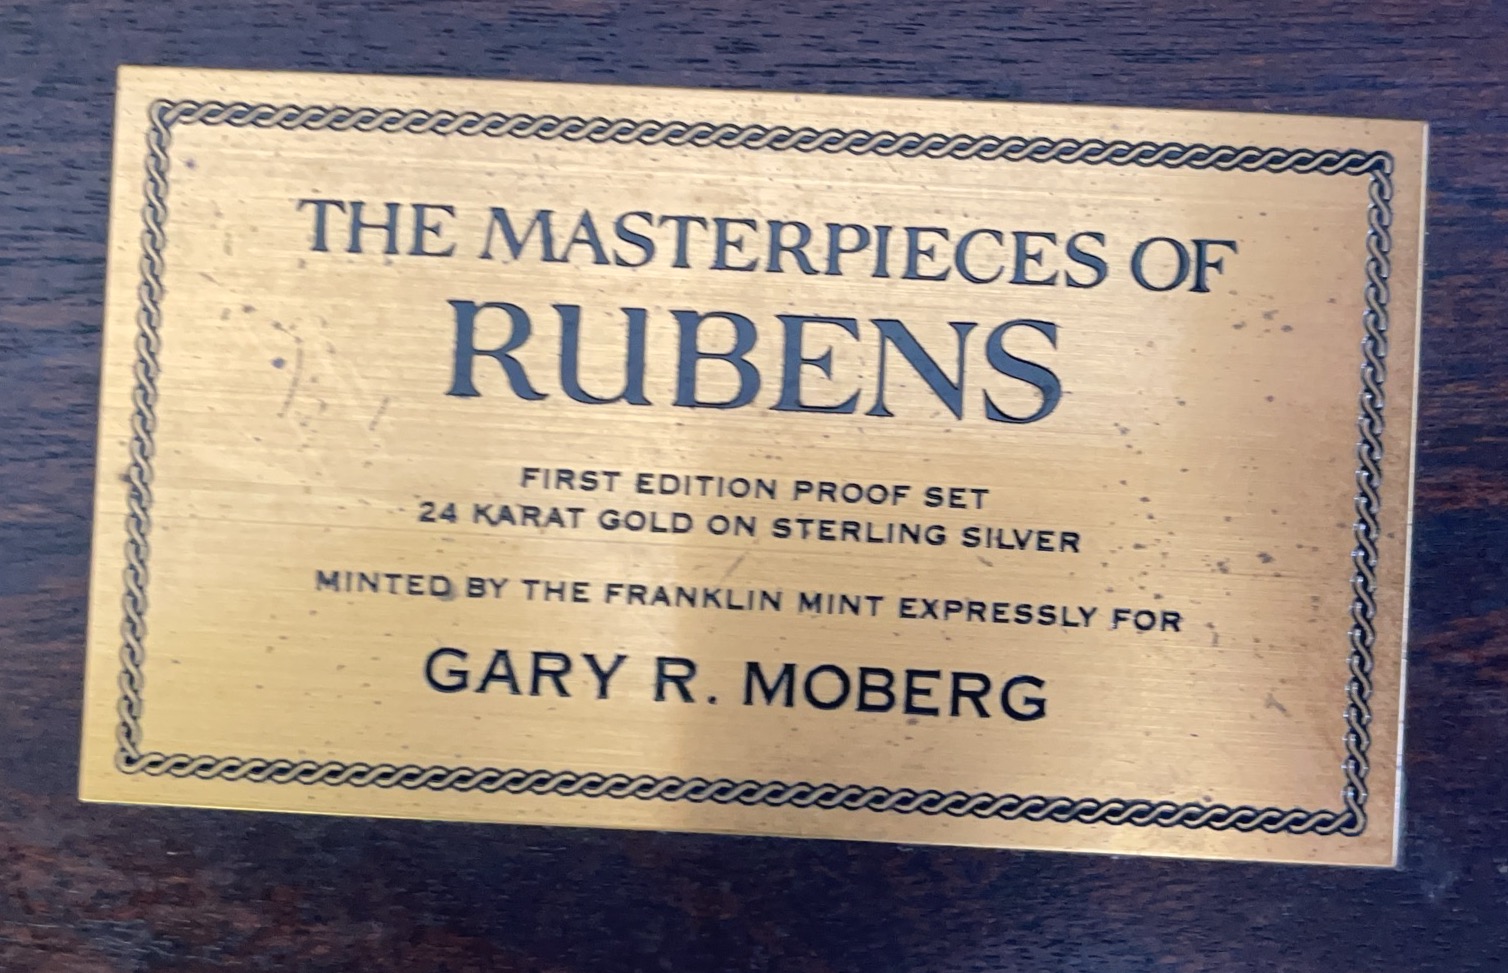 THE MASTERPIECES OF
RUBENS
FIRST EDITION PROOF SET
24 KARAT GOLD ON STERLING SILVER
MINTED BY THE FRANKLIN MINT EXPRESSLY FOR
GARY R. MOBERG